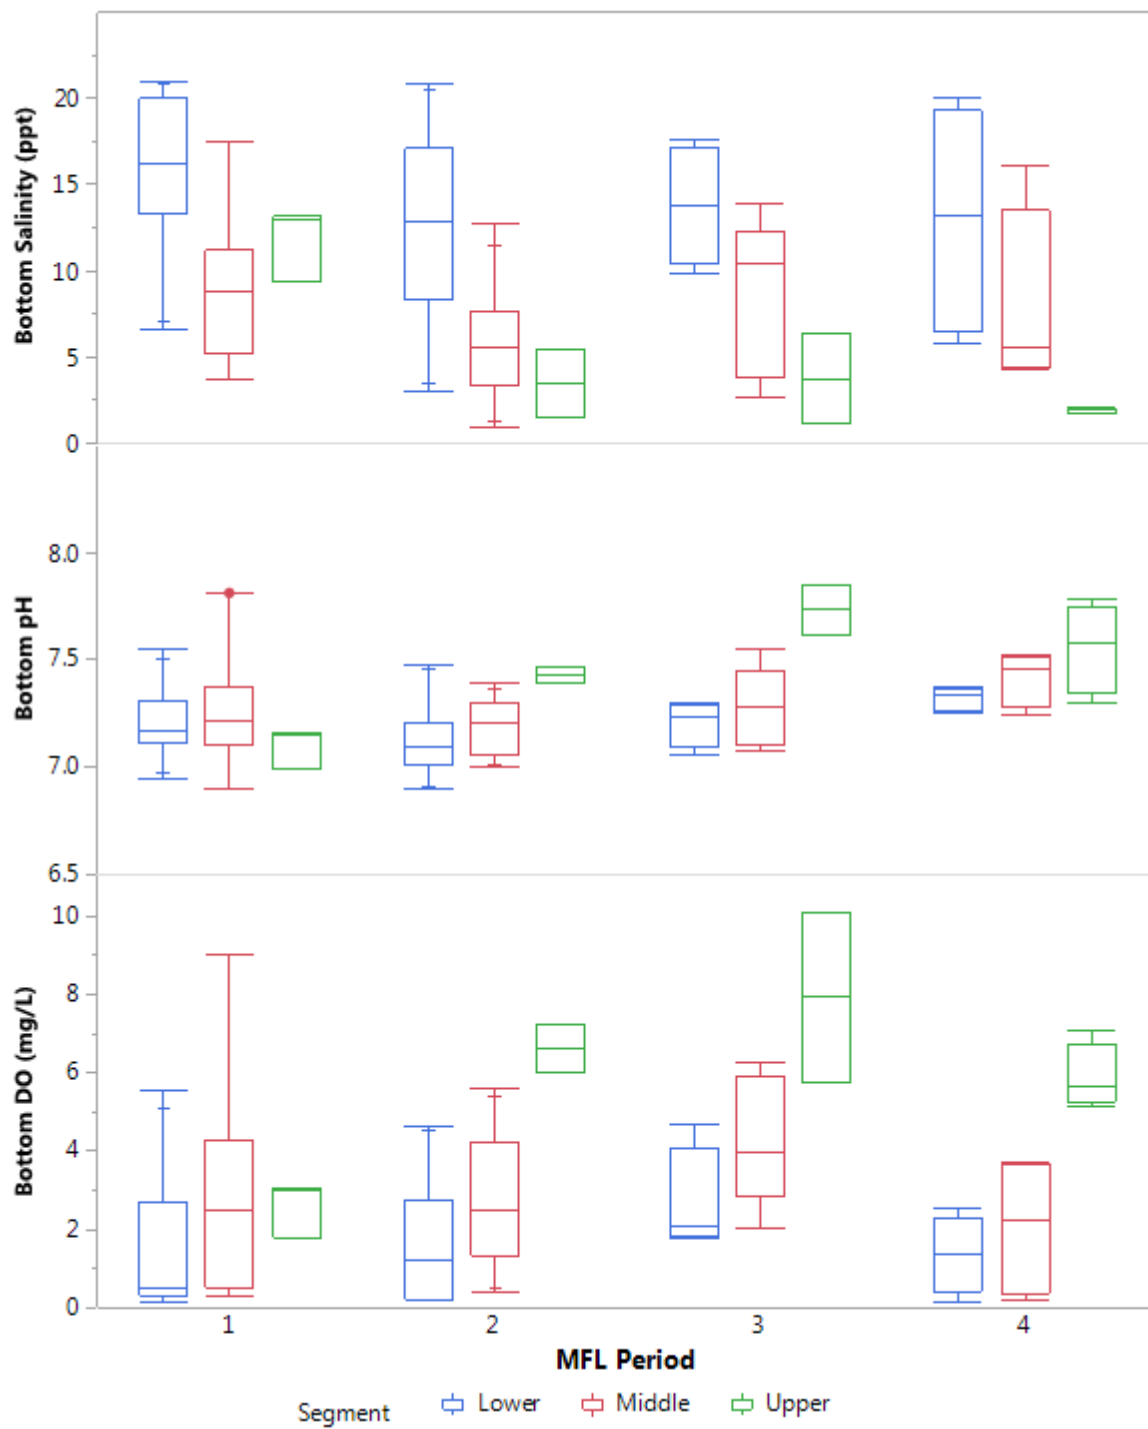 Bottom Salinity (ppt)
20
15
10
5
0
Bottom pH
8.0
7.5
7.0
6.5
Bottom DO (mg/L)
10
8
6
4
2
0
1 2 3 4
MFL Period
Segment Lower Middle Upper